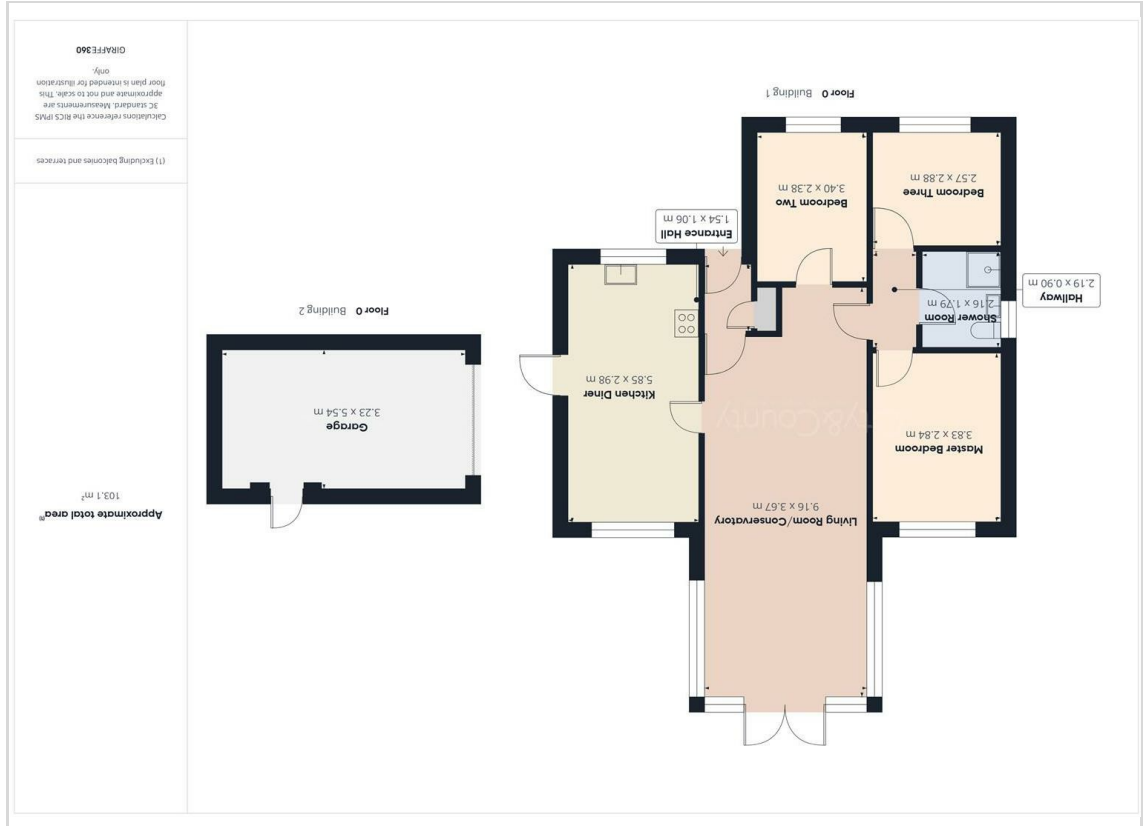 Living Room/Conservatory
9.16 x 3.67 m
Master Bedroom
3.83 x 2.84 m
Kitchen Diner
5.85 x 2.98 m
Shower Room
2.16 x 1.79 m
Hallway
2.19 x 0.90 m
Entrance Hall
1.54 x 1.06 m
Bedroom Three
2.57 x 2.88 m
Bedroom Two
3.40 x 2.38 m
Floor 0 Building 1
Garage
3.23 x 5.54 m
Floor 0 Building 2
Approximate total area(1)
103.1 m²
(1) Excluding balconies and terraces
Calculations reference the RICS IPMS
3C standard. Measurements are
approximate and not to scale. This
floor plan is intended for illustration
only.
GIRAFFE360